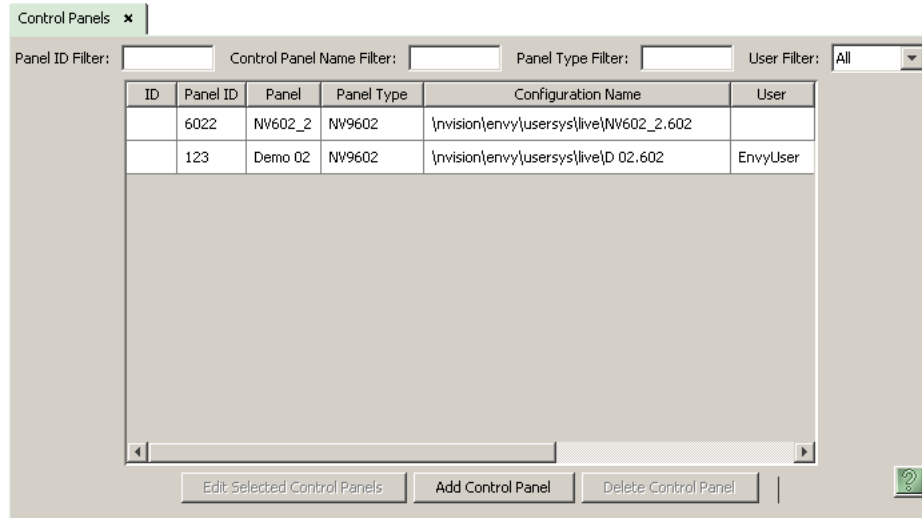 Control Panels ×
Panel ID Filter: Control Panel Name Filter: Panel Type Filter: User Filter: All
ID Panel ID Panel Panel Type Configuration Name User
6022 NV602_2 NV9602 \nvision\envy\usersys\live\NV602_2.602
123 Demo 02 NV9602 \nvision\envy\usersys\live\D 02.602 EnvyUser
Edit Selected Control Panels Add Control Panel Delete Control Panel ?